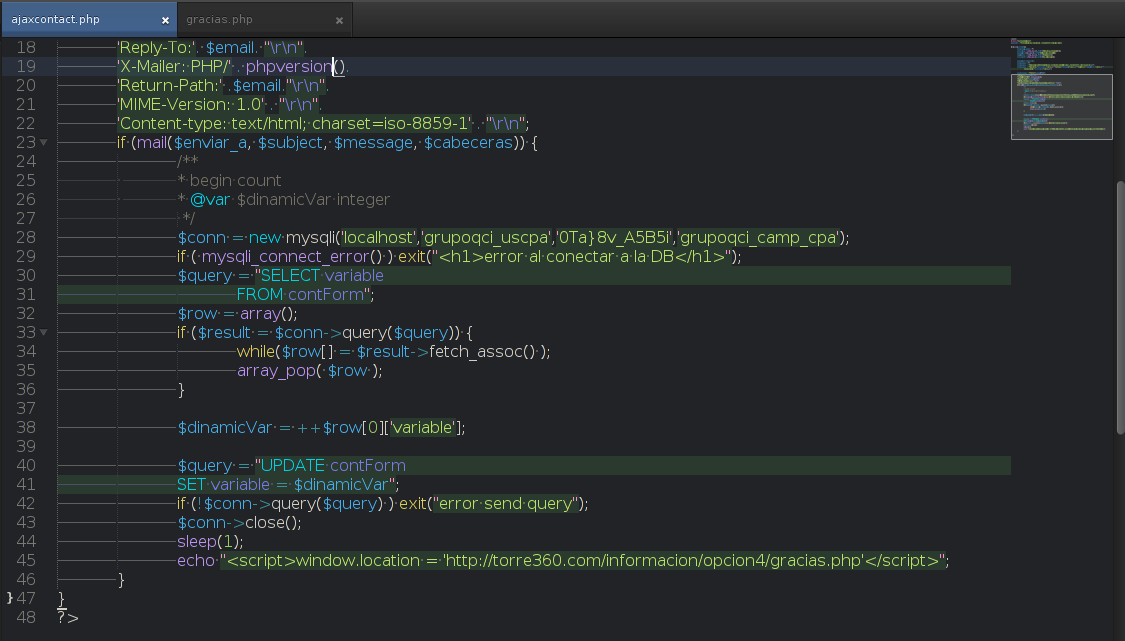 ajaxcontact.php × gracias.php ×
18 'Reply-To:'. $email. "\r\n".
19 'X-Mailer: PHP/' . phpversion().
20 'Return-Path:' . $email."\r\n".
21 'MIME-Version: 1.0' . "\r\n".
22 'Content-type: text/html; charset=iso-8859-1' . "\r\n";
23 if (mail($enviar_a, $subject, $message, $cabeceras)) {
24 /**
25 * begin count
26 * @var $dinamicVar integer
27 */
28 $conn = new mysqli('localhost','grupoqci_uscpa','0Ta}8v_A5B5i','grupoqci_camp_cpa');
29 if ( mysqli_connect_error() ) exit("<h1>error al conectar a la DB</h1>");
30 $query = "SELECT variable
31 FROM contForm";
32 $row = array();
33 if ($result = $conn->query($query)) {
34 while($row[] = $result->fetch_assoc() );
35 array_pop( $row );
36 }
37
38 $dinamicVar = ++$row[0]['variable'];
39
40 $query = "UPDATE contForm
41 SET variable = $dinamicVar";
42 if (!$conn->query($query) ) exit("error send query");
43 $conn->close();
44 sleep(1);
45 echo "<script>window.location = 'http://torre360.com/informacion/opcion4/gracias.php'</script>";
46 }
} 47 }
48 ?>